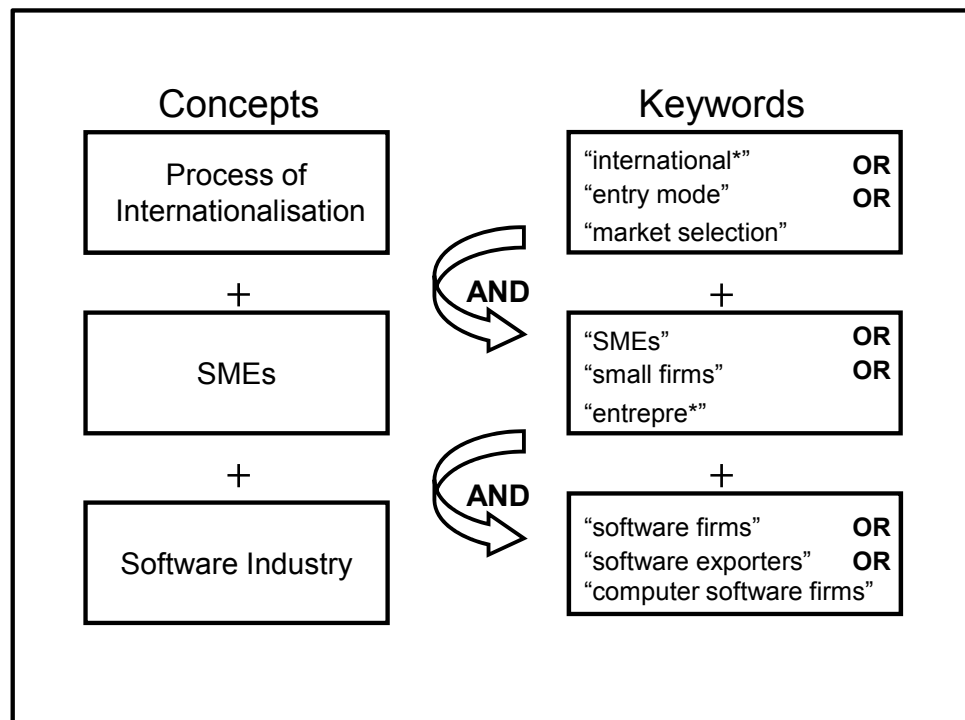 Concepts
Keywords
Process of
Internationalisation
“international*” OR
“entry mode” OR
“market selection”
AND
+
+
SMEs
“SMEs” OR
“small firms” OR
“entrepre*”
AND
+
+
Software Industry
“software firms” OR
“software exporters” OR
“computer software firms”